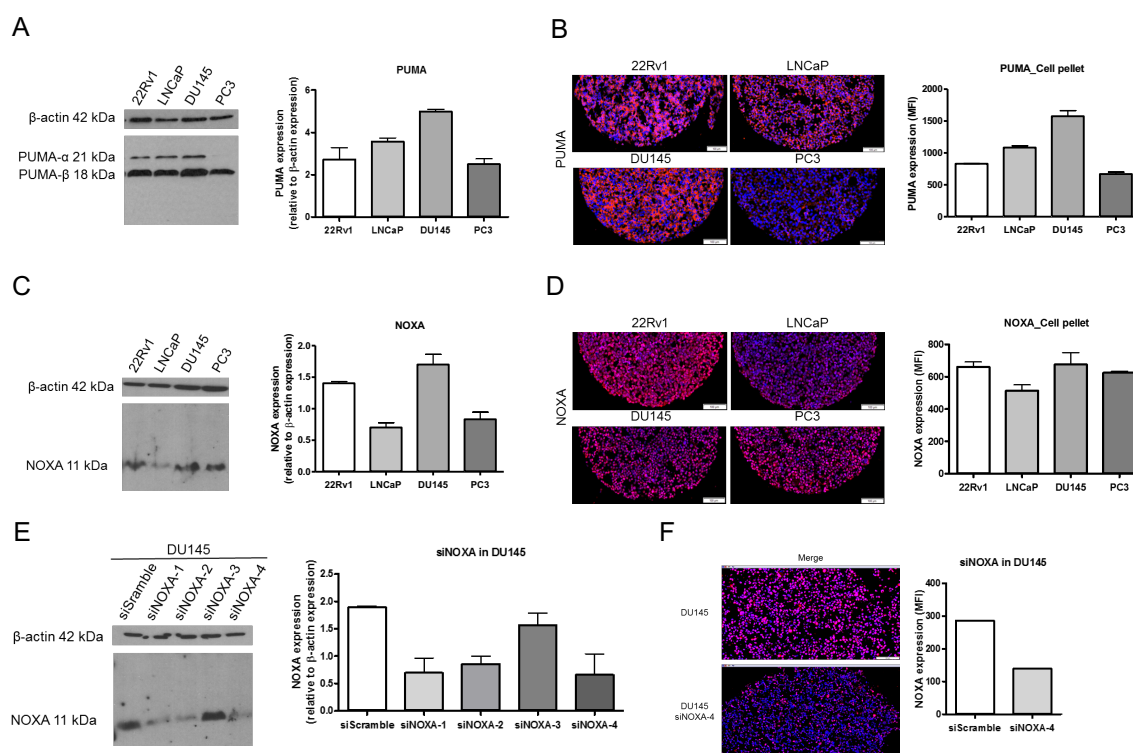 A
22Rv1
LNCaP
DU145
PC3
β-actin 42 kDa
PUMA-α 21 kDa
PUMA-β 18 kDa
PUMA
PUMA expression
(relative to β-actin expression)
6
4
2
0
22Rv1 LNCaP DU145 PC3
B
22Rv1 LNCaP
DU145 PC3
PUMA
PUMA_Cell pellet
PUMA expression (MFI)
2000
1500
1000
500
0
22Rv1 LNCaP DU145 PC3
C
22Rv1
LNCaP
DU145
PC3
β-actin 42 kDa
NOXA 11 kDa
NOXA
NOXA expression
(relative to β-actin expression)
2.0
1.5
1.0
0.5
0.0
22Rv1 LNCaP DU145 PC3
D
22Rv1 LNCaP
DU145 PC3
NOXA
NOXA_Cell pellet
NOXA expression (MFI)
800
600
400
200
0
22Rv1 LNCaP DU145 PC3
E
DU145
siScramble
siNOXA-1
siNOXA-2
siNOXA-3
siNOXA-4
β-actin 42 kDa
NOXA 11 kDa
siNOXA in DU145
NOXA expression
(relative to β-actin expression)
2.5
2.0
1.5
1.0
0.5
0.0
siScramble siNOXA-1 siNOXA-2 siNOXA-3 siNOXA-4
F
Merge
DU145
DU145
siNOXA-4
siNOXA in DU145
NOXA expression (MFI)
400
300
200
100
0
siScramble siNOXA-4